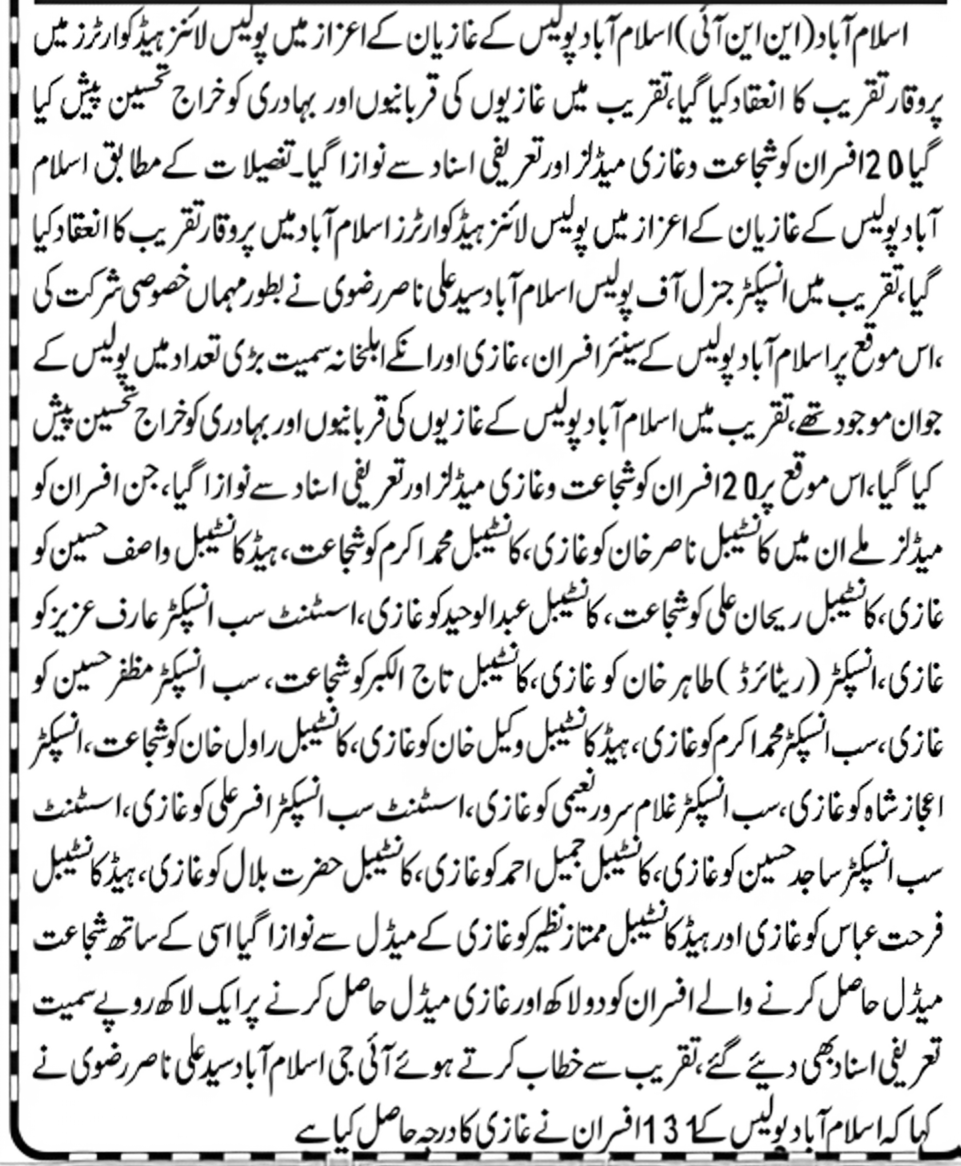 اسلام آباد(این این آئی)اسلام آباد پولیس کے غازیان کے اعزاز میں پولیس لائنز ہیڈکوارٹرز میں
پروقار تقریب کا انعقاد کیا گیا،تقریب میں غازیوں کی قربانیوں اور بہادری کو خراج تحسین پیش کیا
گیا20افسران کو شجاعت وغازی میڈلز اور تعریفی اسناد سے نوازا گیا۔تفصیلات کے مطابق اسلام
آباد پولیس کے غازیان کے اعزاز میں پولیس لائنز ہیڈکوارٹرز اسلام آباد میں پروقار تقریب کا انعقاد کیا
گیا،تقریب میں انسپکٹر جنرل آف پولیس اسلام آباد سید علی ناصر رضوی نے بطور مہماں خصوصی شرکت کی
،اس موقع پر اسلام آباد پولیس کے سینئر افسران،غازی اور انکے اہلخانہ سمیت بڑی تعداد میں پولیس کے
جوان موجود تھے،تقریب میں اسلام آباد پولیس کے غازیوں کی قربانیوں اور بہادری کو خراج تحسین پیش
کیا گیا،اس موقع پر20افسران کو شجاعت وغازی میڈلز اور تعریفی اسناد سے نوازا گیا، جن افسران کو
میڈلز ملے ان میں کانسٹیبل ناصر خان کو غازی،کانسٹیبل محمد اکرم کو شجاعت، ہیڈ کانسٹیبل واصف حسین کو
غازی،کانسٹیبل ریحان علی کو شجاعت، کانسٹیبل عبدالوحید کو غازی،اسسٹنٹ سب انسپکٹر عارف عزیز کو
غازی،انسپکٹر (ریٹائرڈ )طاہر خان کو غازی،کانسٹیبل تاج الکبر کو شجاعت، سب انسپکٹر مظفر حسین کو
غازی،سب انسپکٹر محمد اکرم کو غازی، ہیڈ کانسٹیبل وکیل خان کو غازی،کانسٹیبل راول خان کو شجاعت،انسپکٹر
اعجاز شاہ کو غازی،سب انسپکٹر غلام سرور نعیمی کو غازی،اسسٹنٹ سب انسپکٹر افسر علی کو غازی،اسسٹنٹ
سب انسپکٹر ساجد حسین کو غازی،کانسٹیبل جمیل احمد کو غازی،کانسٹیبل حضرت بلال کو غازی، ہیڈ کانسٹیبل
فرحت عباس کو غازی اور ہیڈ کانسٹیبل ممتاز نظیر کو غازی کے میڈل سے نوازا گیا اسی کے ساتھ شجاعت
میڈل حاصل کرنے والے افسران کو دو لاکھ اور غازی میڈل حاصل کرنے پر ایک لاکھ روپے سمیت
تعریفی اسناد بھی دیئے گئے،تقریب سے خطاب کرتے ہوئے آئی جی اسلام آباد سید علی ناصر رضوی نے
کہا کہ اسلام آباد پولیس کے131افسران نے غازی کا درجہ حاصل کیا ہے